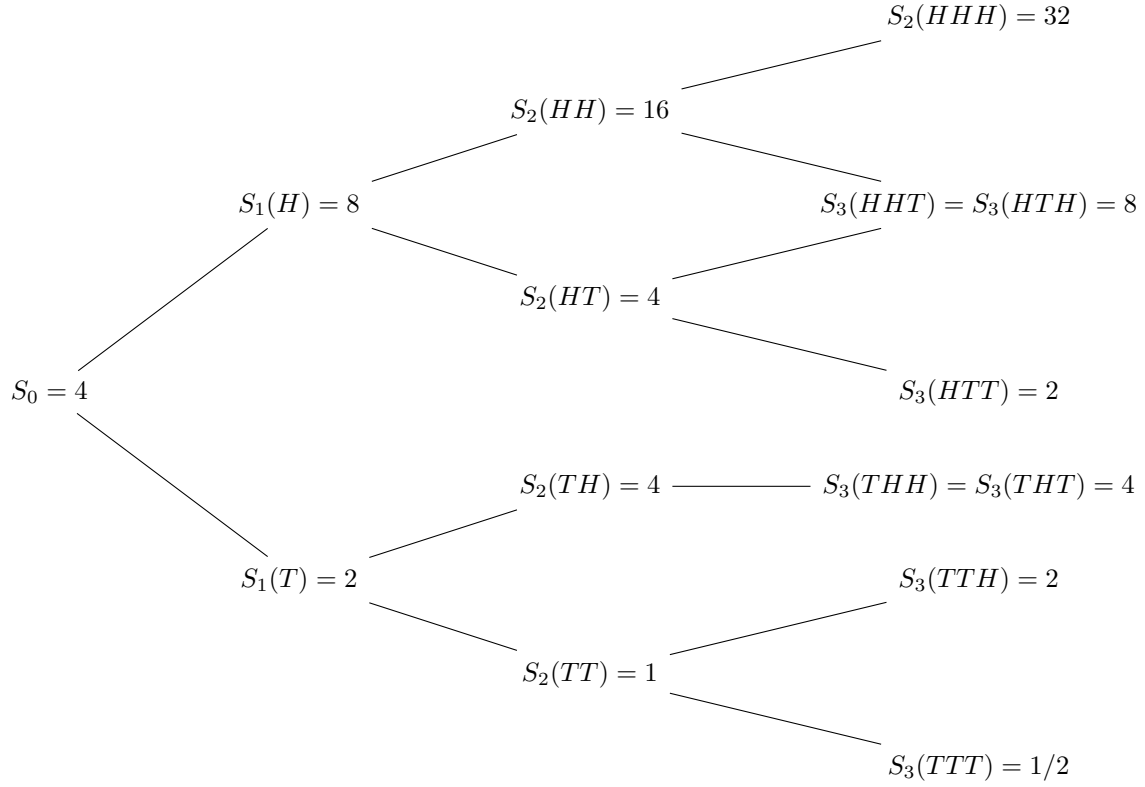 $S_2(HHH) = 32$
$S_2(HH) = 16$
$S_1(H) = 8$
$S_3(HHT) = S_3(HTH) = 8$
$S_2(HT) = 4$
$S_0 = 4$
$S_3(HTT) = 2$
$S_2(TH) = 4$
$S_3(THH) = S_3(THT) = 4$
$S_1(T) = 2$
$S_3(TTH) = 2$
$S_2(TT) = 1$
$S_3(TTT) = 1/2$